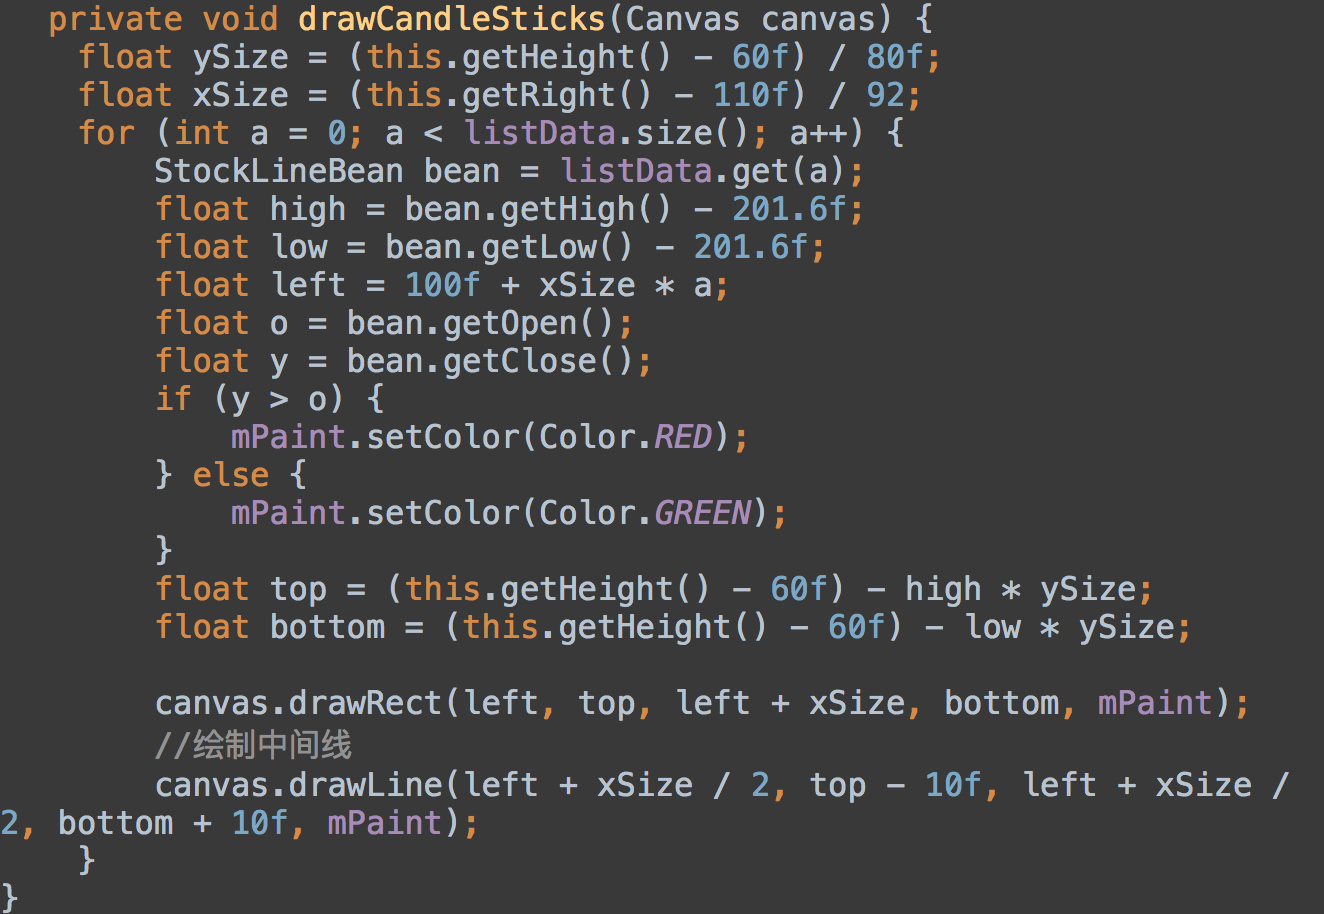 private void drawCandleSticks(Canvas canvas) {
float ySize = (this.getHeight() - 60f) / 80f;
float xSize = (this.getRight() - 110f) / 92;
for (int a = 0; a < listData.size(); a++) {
StockLineBean bean = listData.get(a);
float high = bean.getHigh() - 201.6f;
float low = bean.getLow() - 201.6f;
float left = 100f + xSize * a;
float o = bean.getOpen();
float y = bean.getClose();
if (y > o) {
mPaint.setColor(Color.RED);
} else {
mPaint.setColor(Color.GREEN);
}
float top = (this.getHeight() - 60f) - high * ySize;
float bottom = (this.getHeight() - 60f) - low * ySize;
canvas.drawRect(left, top, left + xSize, bottom, mPaint);
//绘制中间线
canvas.drawLine(left + xSize / 2, top - 10f, left + xSize /
2, bottom + 10f, mPaint);
}
}